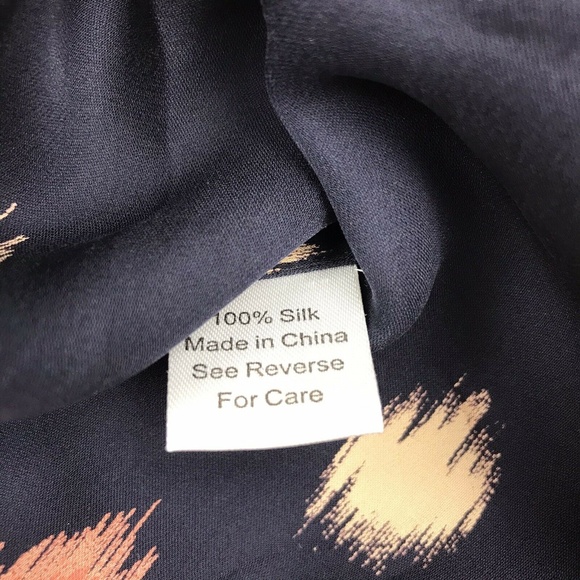 100% Silk
Made in China
See Reverse
For Care